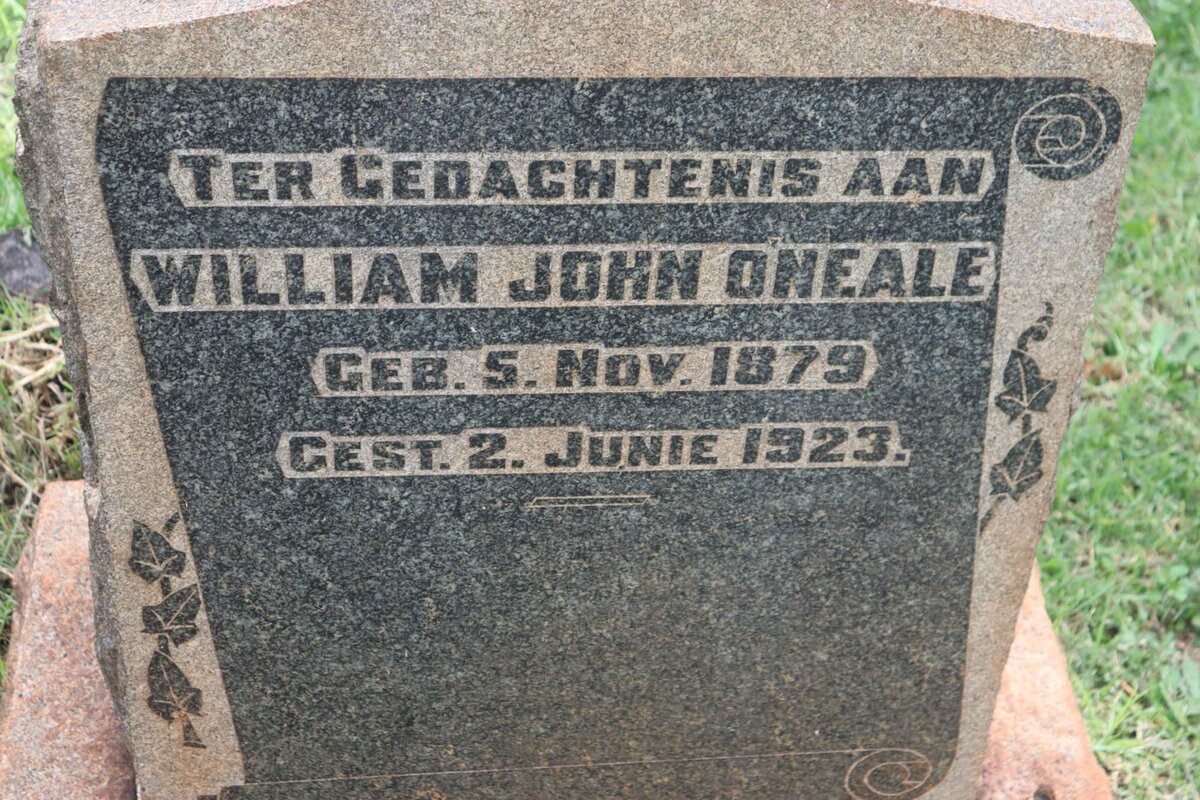 TER GEDACHTENIS AAN
WILLIAM JOHN ONEALE
GEB. 5. NOV. 1879
GEST. 2. JUNIE 1923.